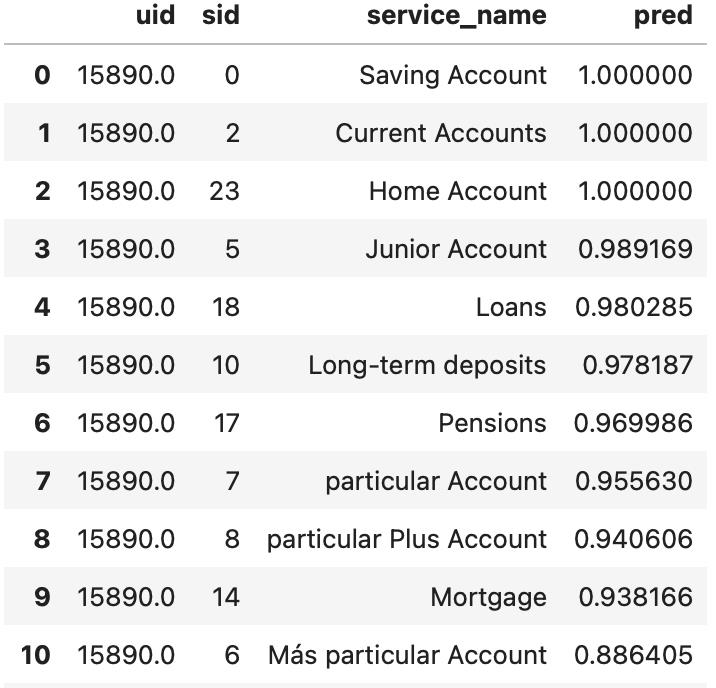 uid sid service_name pred
0 15890.0 0 Saving Account 1.000000
1 15890.0 2 Current Accounts 1.000000
2 15890.0 23 Home Account 1.000000
3 15890.0 5 Junior Account 0.989169
4 15890.0 18 Loans 0.980285
5 15890.0 10 Long-term deposits 0.978187
6 15890.0 17 Pensions 0.969986
7 15890.0 7 particular Account 0.955630
8 15890.0 8 particular Plus Account 0.940606
9 15890.0 14 Mortgage 0.938166
10 15890.0 6 Más particular Account 0.886405